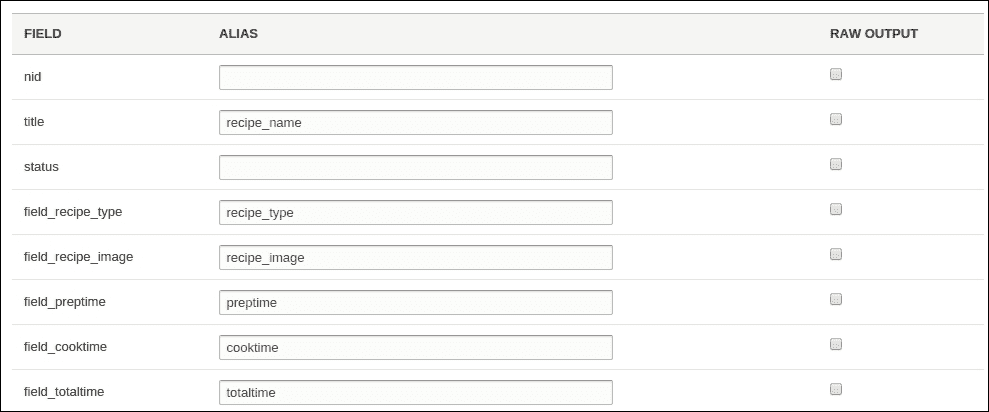 FIELD ALIAS RAW OUTPUT
nid
title recipe_name
status
field_recipe_type recipe_type
field_recipe_image recipe_image
field_preptime preptime
field_cooktime cooktime
field_totaltime totaltime